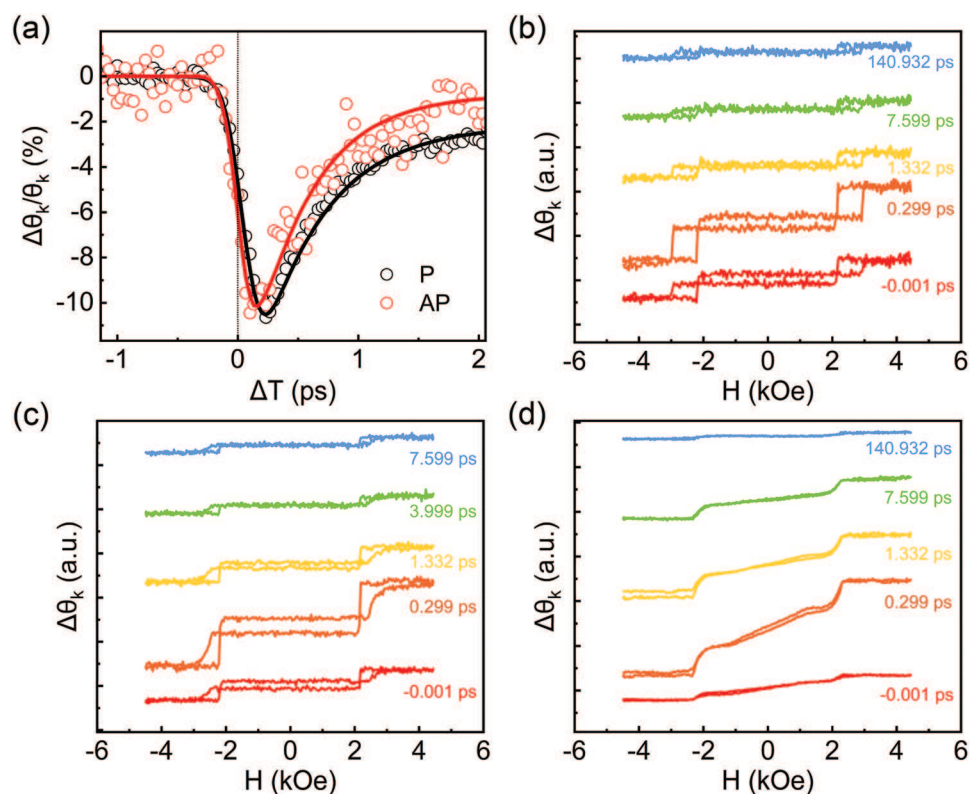 (a)
Δθk/θk (%)
0
-2
-4
-6
-8
-10
P
AP
-1 0 1 2
ΔT (ps)
(b)
Δθk (a.u.)
140.932 ps
7.599 ps
1.332 ps
0.299 ps
-0.001 ps
-6 -4 -2 0 2 4 6
H (kOe)
(c)
Δθk (a.u.)
7.599 ps
3.999 ps
1.332 ps
0.299 ps
-0.001 ps
-6 -4 -2 0 2 4 6
H (kOe)
(d)
Δθk (a.u.)
140.932 ps
7.599 ps
1.332 ps
0.299 ps
-0.001 ps
-6 -4 -2 0 2 4 6
H (kOe)